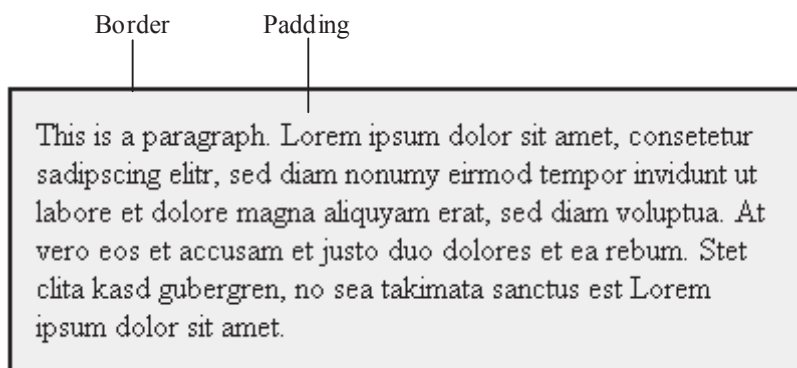 Border Padding
This is a paragraph. Lorem ipsum dolor sit amet, consetetur
sadipscing elitr, sed diam nonumy eirmod tempor invidunt ut
labore et dolore magna aliquyam erat, sed diam voluptua. At
vero eos et accusam et justo duo dolores et ea rebum. Stet
clita kasd gubergren, no sea takimata sanctus est Lorem
ipsum dolor sit amet.